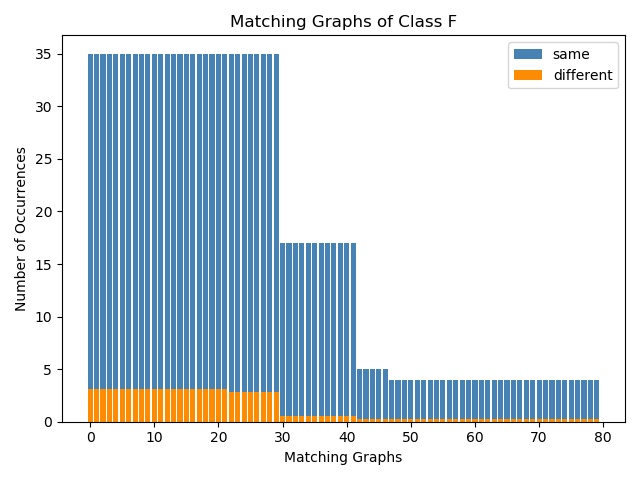 Matching Graphs of Class F
same
different
Number of Occurrences
35
30
25
20
15
10
5
0
0 10 20 30 40 50 60 70 80
Matching Graphs